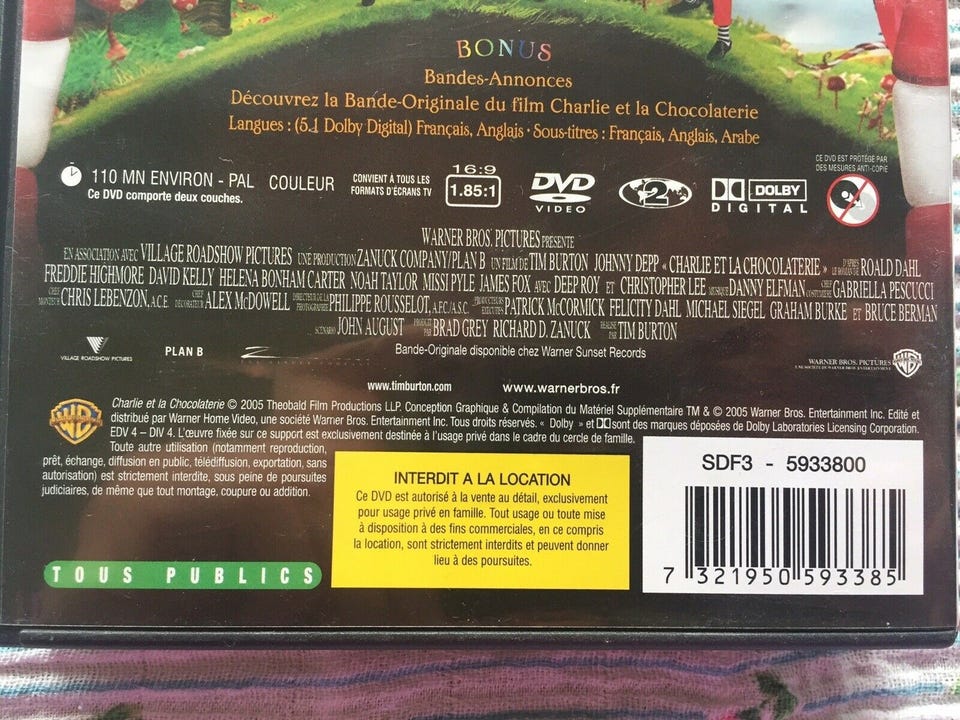 BONUS
Bandes-Annonces
Découvrez la Bande-Originale du film Charlie et la Chocolaterie
Langues : (5.1 Dolby Digital) Français, Anglais • Sous-titres : Français, Anglais, Arabe
110 MN ENVIRON - PAL COULEUR
Ce DVD comporte deux couches.
CONVIENT À TOUS LES
FORMATS D'ÉCRANS TV
16:9
1.85:1
DVD
VIDEO
2
DOLBY
DIGITAL
CE DVD EST PROTÉGÉ PAR
DES MESURES ANTI-COPIE
WARNER BROS. PICTURES PRÉSENTE
EN ASSOCIATION AVEC VILLAGE ROADSHOW PICTURES UNE PRODUCTION ZANUCK COMPANY/PLAN B UN FILM DE TIM BURTON JOHNNY DEPP « CHARLIE ET LA CHOCOLATERIE » D'APRÈS LE ROMAN DE ROALD DAHL
FREDDIE HIGHMORE DAVID KELLY HELENA BONHAM CARTER NOAH TAYLOR MISSI PYLE JAMES FOX AVEC DEEP ROY ET CHRISTOPHER LEE MUSIQUE DANNY ELFMAN CHEF COSTUMIÈRE GABRIELLA PESCUCCI
CHEF MONTEUR CHRIS LEBENZON, A.C.E. CHEF DÉCORATEUR ALEX McDOWELL DIRECTEUR DE LA PHOTOGRAPHIE PHILIPPE ROUSSELOT, A.F.C./A.S.C. PRODUCTEURS EXÉCUTIFS PATRICK McCORMICK FELICITY DAHL MICHAEL SIEGEL GRAHAM BURKE ET BRUCE BERMAN
SCÉNARIO JOHN AUGUST PRODUIT PAR BRAD GREY RICHARD D. ZANUCK RÉALISÉ PAR TIM BURTON
VILLAGE ROADSHOW PICTURES
PLAN B
Bande-Originale disponible chez Warner Sunset Records
WARNER BROS. PICTURES
UNE SOCIÉTÉ DE WARNER BROS. ENTERTAINMENT
www.timburton.com www.warnerbros.fr
Charlie et la Chocolaterie © 2005 Theobald Film Productions LLP. Conception Graphique & Compilation du Matériel Supplémentaire TM & © 2005 Warner Bros. Entertainment Inc. Edité et
distribué par Warner Home Video, une société Warner Bros. Entertainment Inc. Tous droits réservés. « Dolby » et DD sont des marques déposées de Dolby Laboratories Licensing Corporation.
EDV 4 – DIV 4. L'œuvre fixée sur ce support est exclusivement destinée à l'usage privé dans le cadre du cercle de famille.
Toute autre utilisation (notamment reproduction,
prêt, échange, diffusion en public, télédiffusion, exportation, sans
autorisation) est strictement interdite, sous peine de poursuites
judiciaires, de même que tout montage, coupure ou addition.
TOUS PUBLICS
INTERDIT A LA LOCATION
Ce DVD est autorisé à la vente au détail, exclusivement
pour usage privé en famille. Tout usage ou toute mise
à disposition à des fins commerciales, en ce compris
la location, sont strictement interdits et peuvent donner
lieu à des poursuites.
SDF3 - 5933800
7 321950 593385